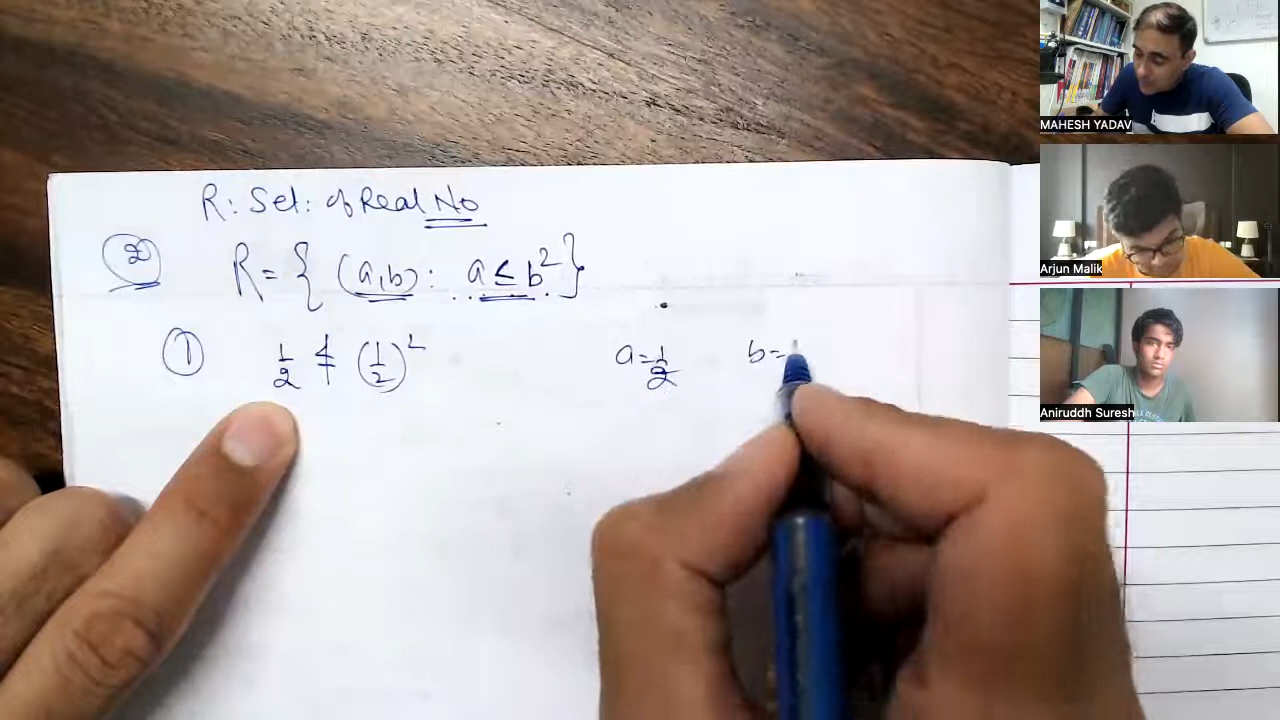 R: Set: of Real No
② R = { (a,b) : a ≤ b² }
① 1/2 ≰ (1/2)² a = 1/2 b =
MAHESH YADAV
Arjun Malik
Aniruddh Suresh